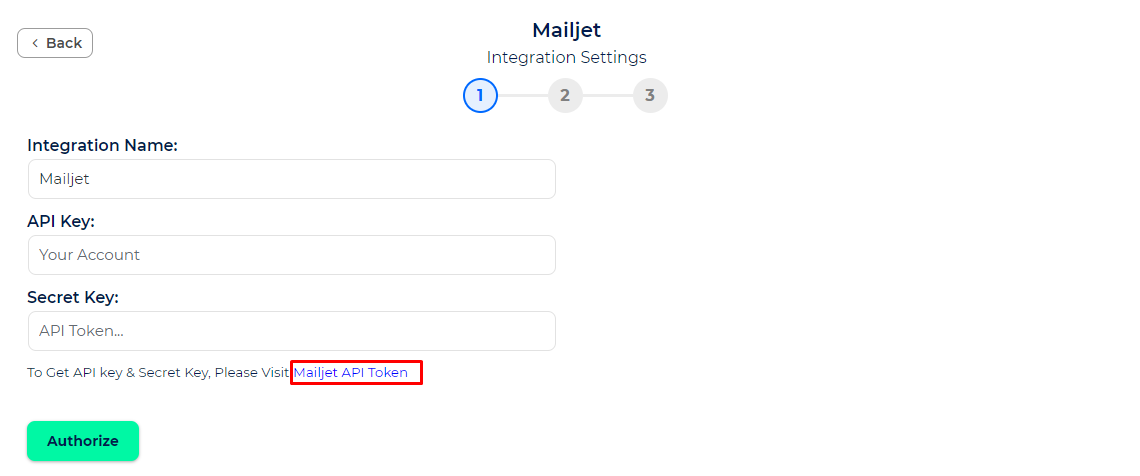 Back
Mailjet
Integration Settings
1 2 3
Integration Name:
Mailjet
API Key:
Your Account
Secret Key:
API Token...
To Get API key & Secret Key, Please Visit Mailjet API Token
Authorize